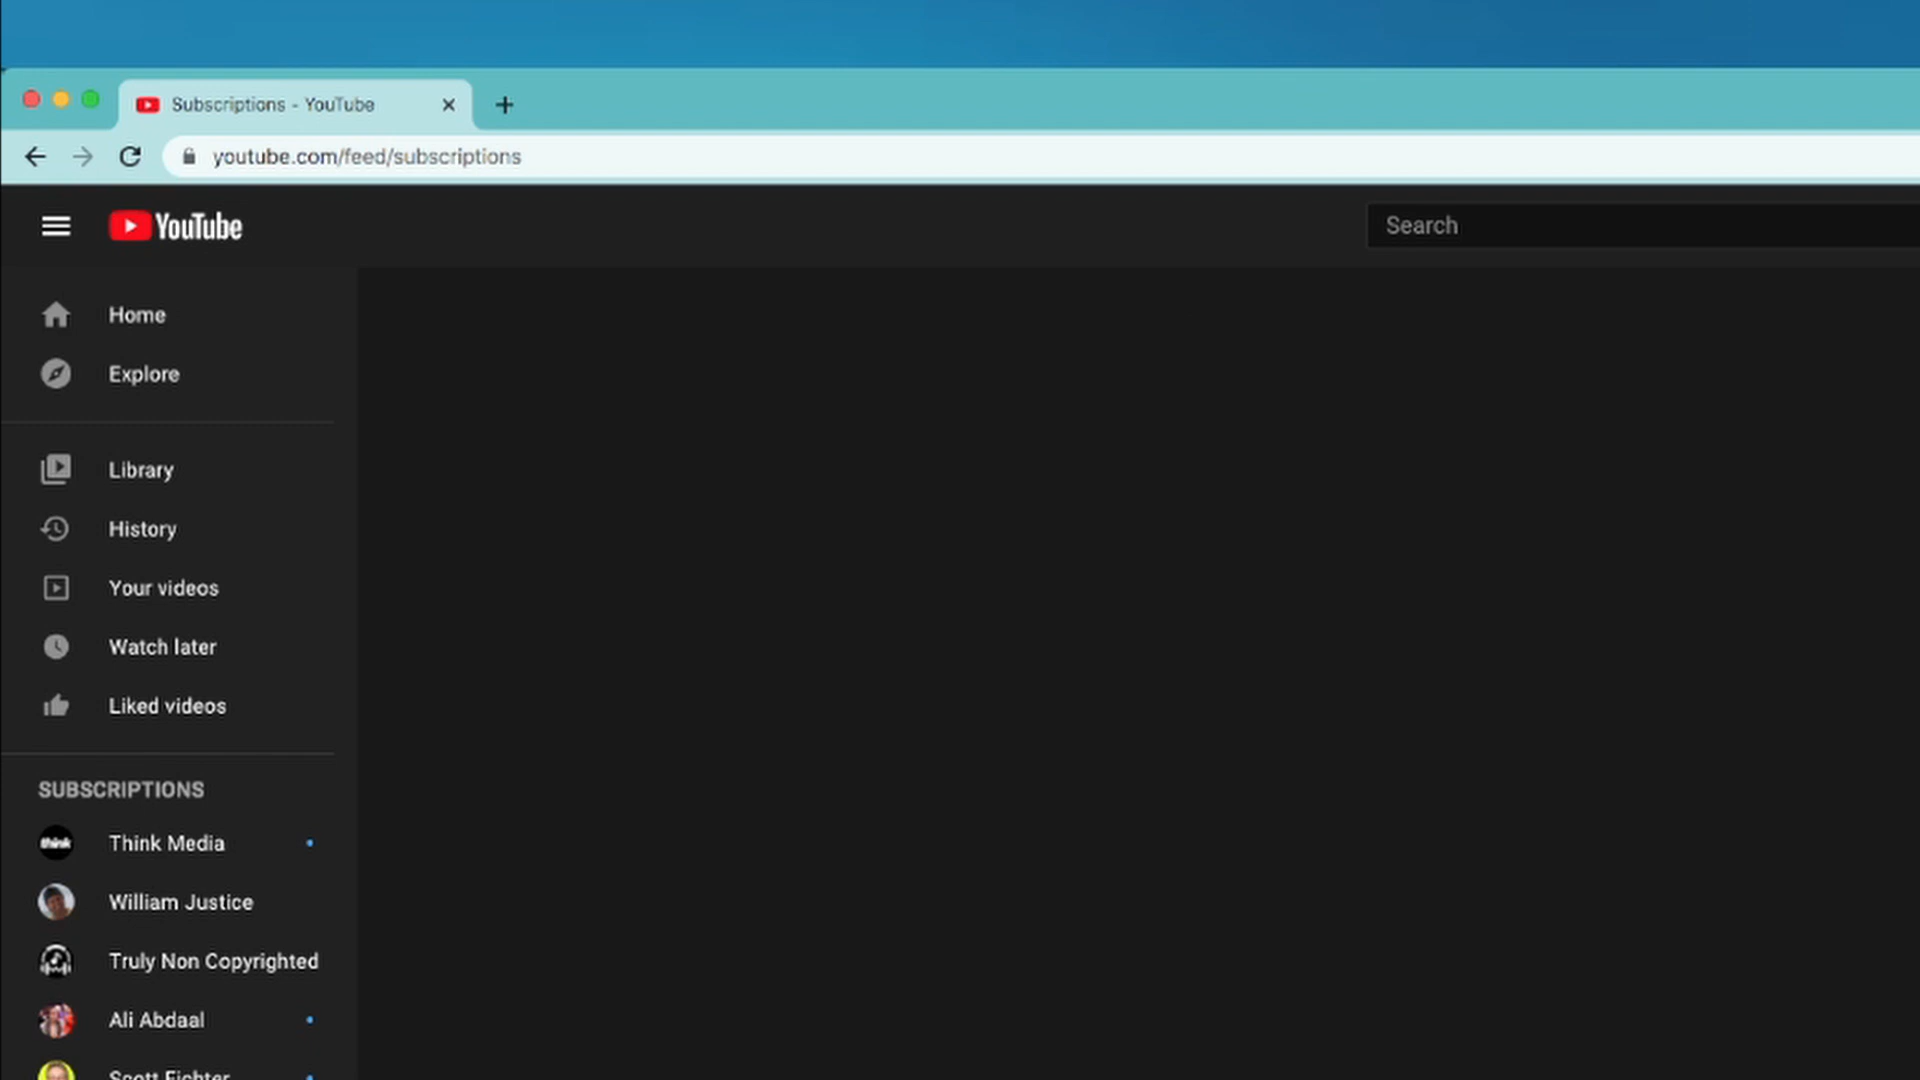 Subscriptions - YouTube
youtube.com/feed/subscriptions
YouTube
Search
Home
Explore
Library
History
Your videos
Watch later
Liked videos
SUBSCRIPTIONS
think
Think Media
William Justice
Truly Non Copyrighted
Ali Abdaal
Scott Fichter